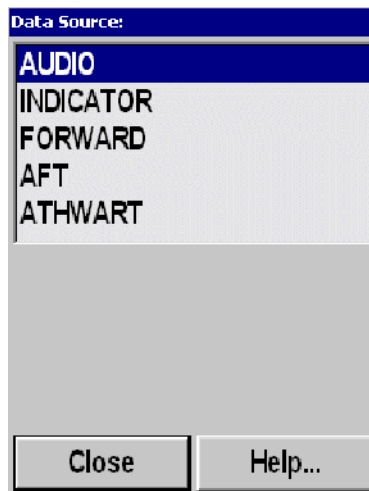 Data Source:
AUDIO
INDICATOR
FORWARD
AFT
ATHWART
Close
Help...